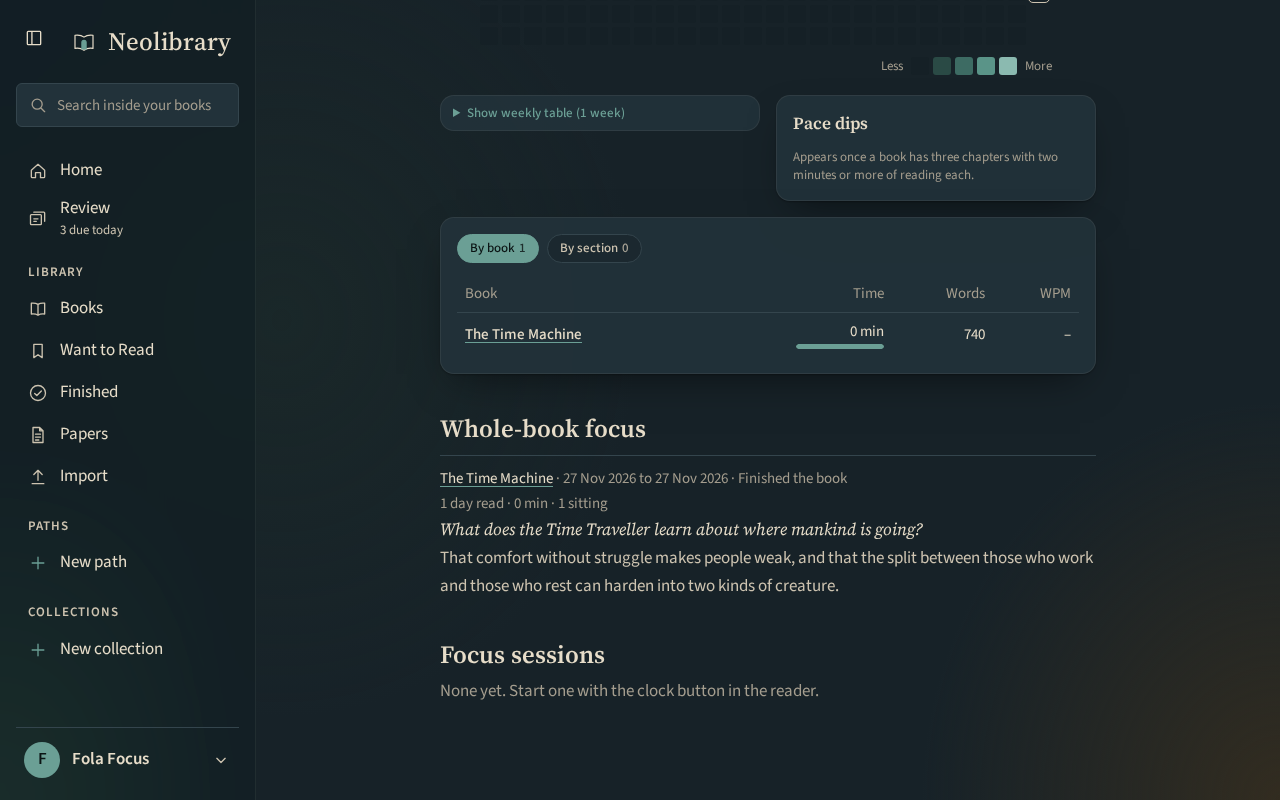 Neolibrary
Search inside your books
Home
Review
3 due today
LIBRARY
Books
Want to Read
Finished
Papers
Import
PATHS
New path
COLLECTIONS
New collection
F
Fola Focus
Less
More
Show weekly table (1 week)
Pace dips
Appears once a book has three chapters with two
minutes or more of reading each.
By book 1
By section 0
Book Time Words WPM
The Time Machine 0 min 740 –
Whole-book focus
The Time Machine · 27 Nov 2026 to 27 Nov 2026 · Finished the book
1 day read · 0 min · 1 sitting
What does the Time Traveller learn about where mankind is going?
That comfort without struggle makes people weak, and that the split between those who work
and those who rest can harden into two kinds of creature.
Focus sessions
None yet. Start one with the clock button in the reader.